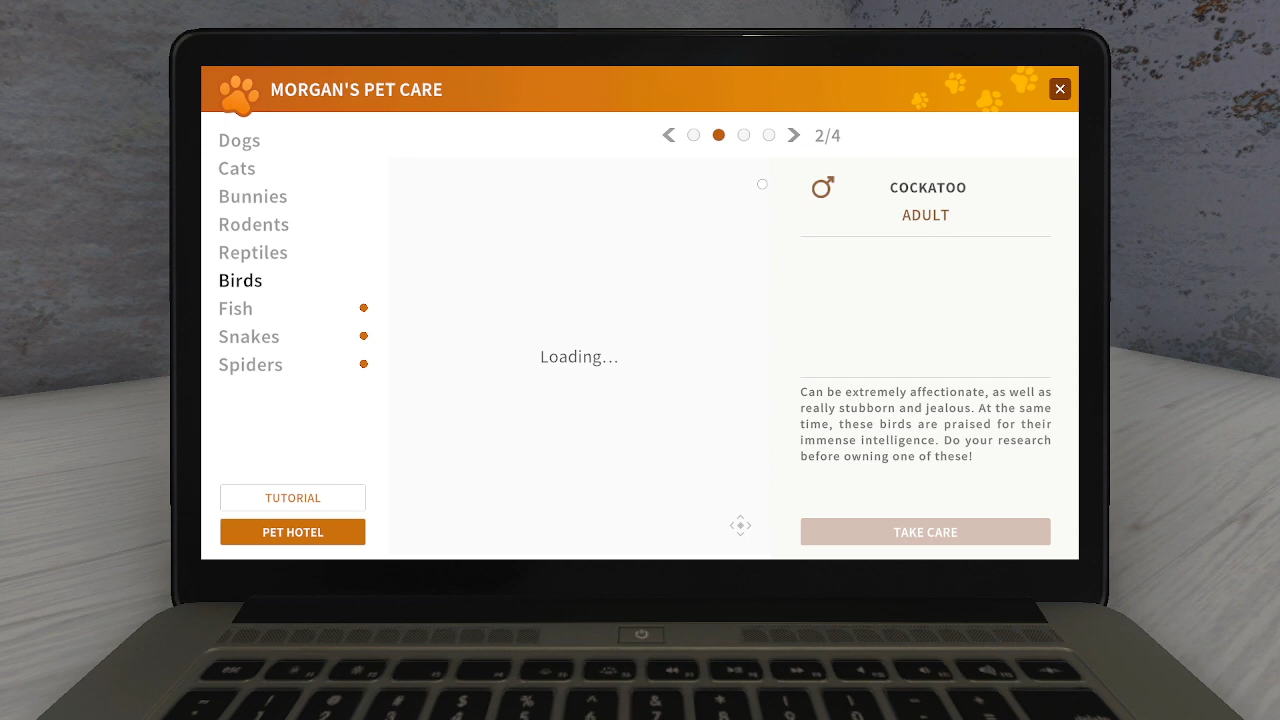 MORGAN'S PET CARE
Dogs
Cats
Bunnies
Rodents
Reptiles
Birds
Fish
Snakes
Spiders
TUTORIAL
PET HOTEL
2/4
Loading...
COCKATOO
ADULT
Can be extremely affectionate, as well as
really stubborn and jealous. At the same
time, these birds are praised for their
immense intelligence. Do your research
before owning one of these!
TAKE CARE